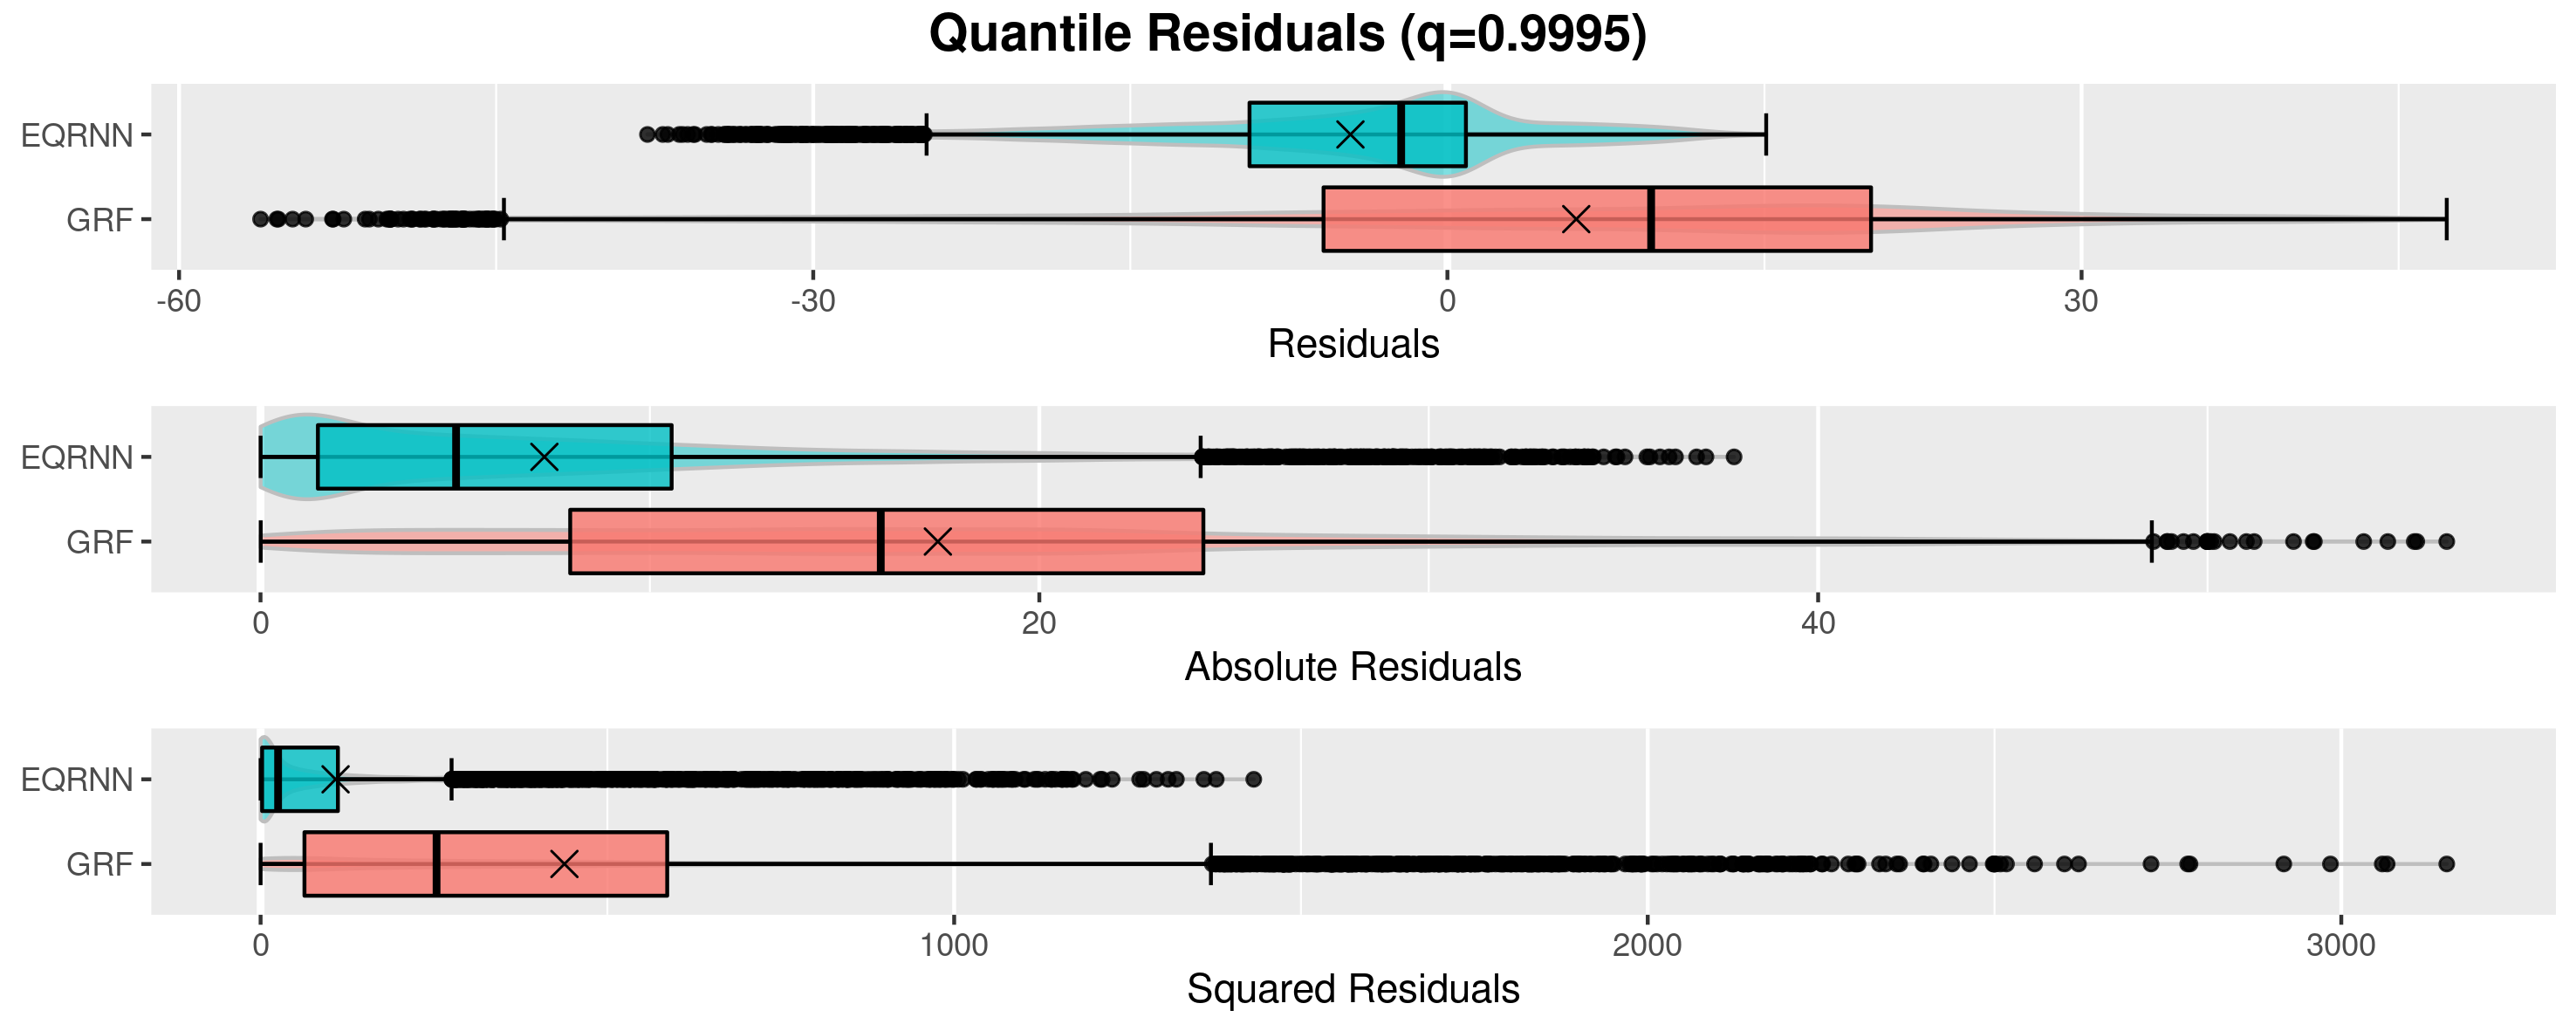 Quantile Residuals (q=0.9995)
EQRNN
GRF
-60 -30 0 30
Residuals
EQRNN
GRF
0 20 40
Absolute Residuals
EQRNN
GRF
0 1000 2000 3000
Squared Residuals